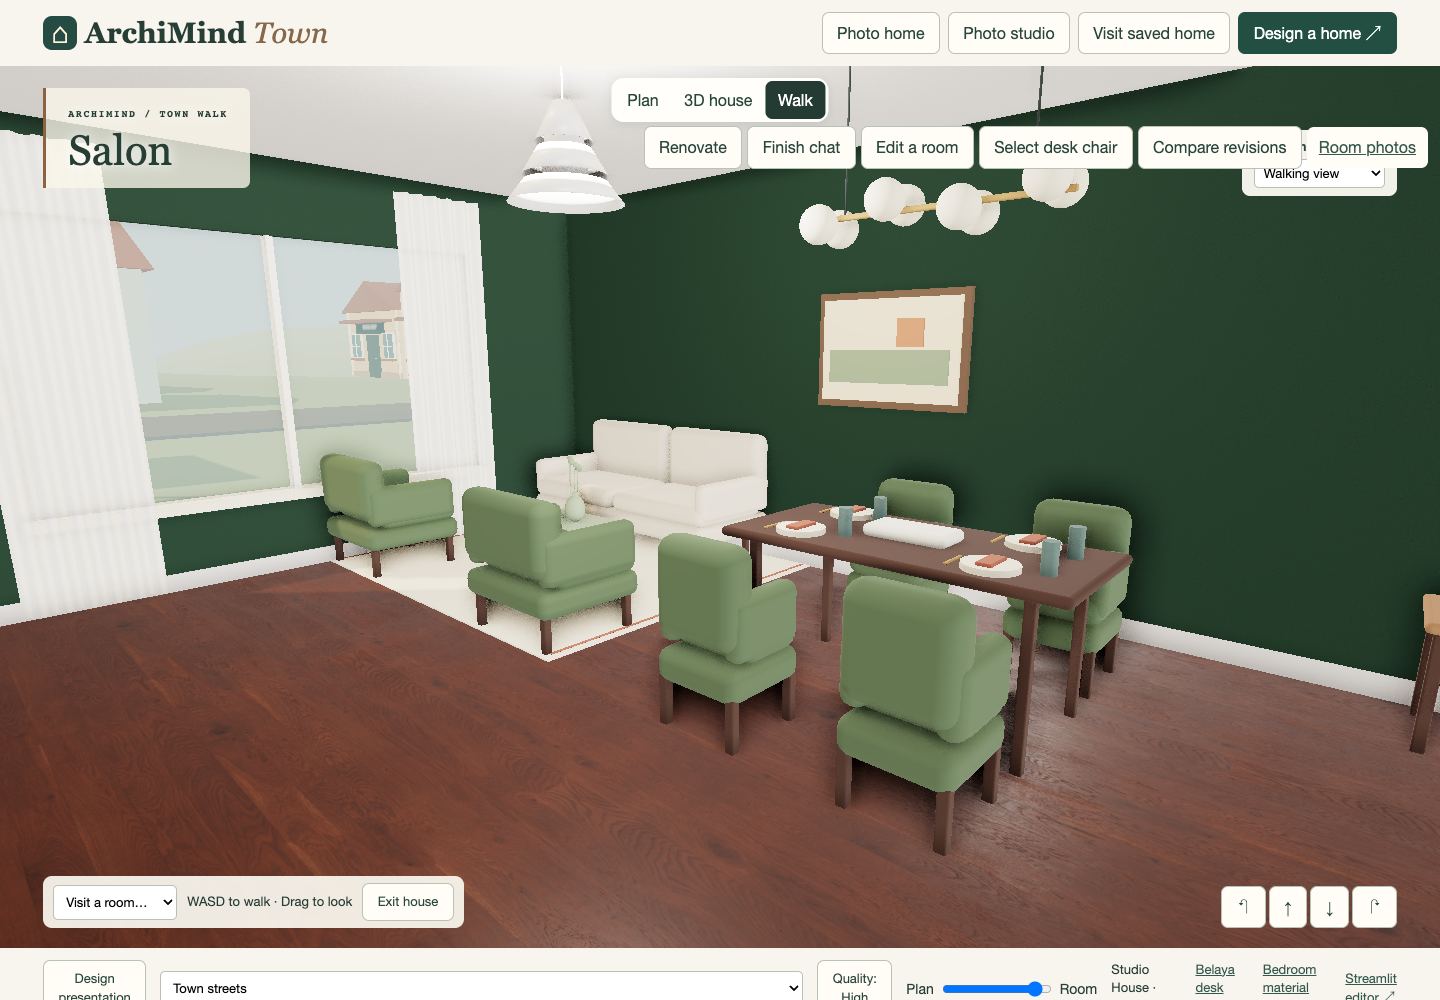 ArchiMind Town
Photo home
Photo studio
Visit saved home
Design a home ↗
ARCHIMIND / TOWN WALK
Salon
Plan
3D house
Walk
Renovate
Finish chat
Edit a room
Select desk chair
Compare revisions
Room photos
Walking view
Visit a room...
WASD to walk · Drag to look
Exit house
↑
↓
Design
presentation
Town streets
Quality:
High
Plan
Room
Studio
House ·
Belaya
desk
Bedroom
material
Streamlit
editor ↗